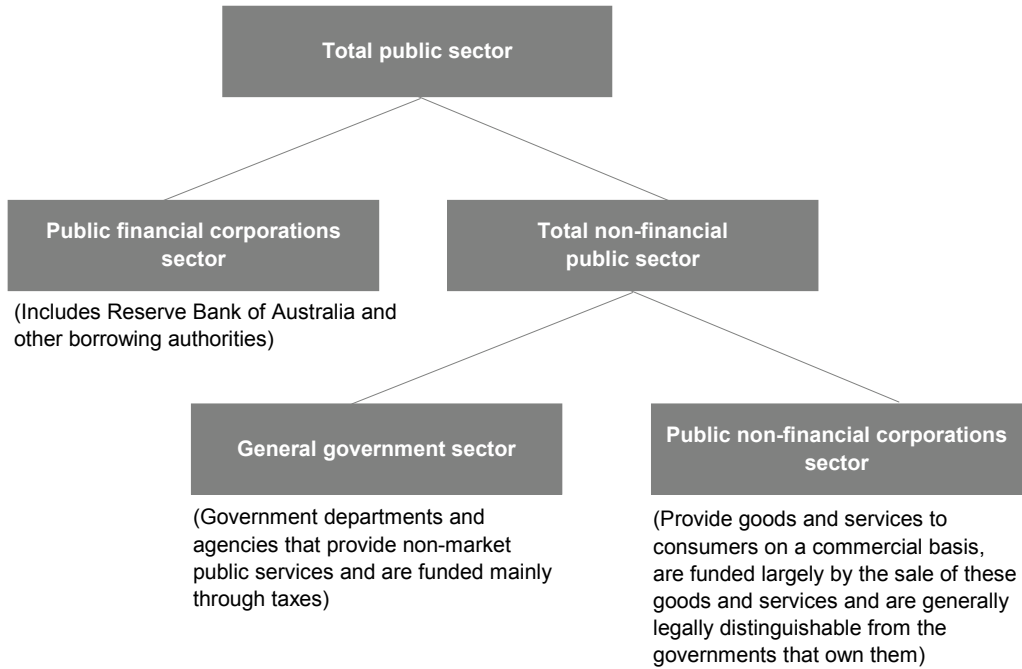 Total public sector
Public financial corporations
sector
(Includes Reserve Bank of Australia and
other borrowing authorities)
Total non-financial
public sector
General government sector
(Government departments and
agencies that provide non-market
public services and are funded mainly
through taxes)
Public non-financial corporations
sector
(Provide goods and services to
consumers on a commercial basis,
are funded largely by the sale of these
goods and services and are generally
legally distinguishable from the
governments that own them)